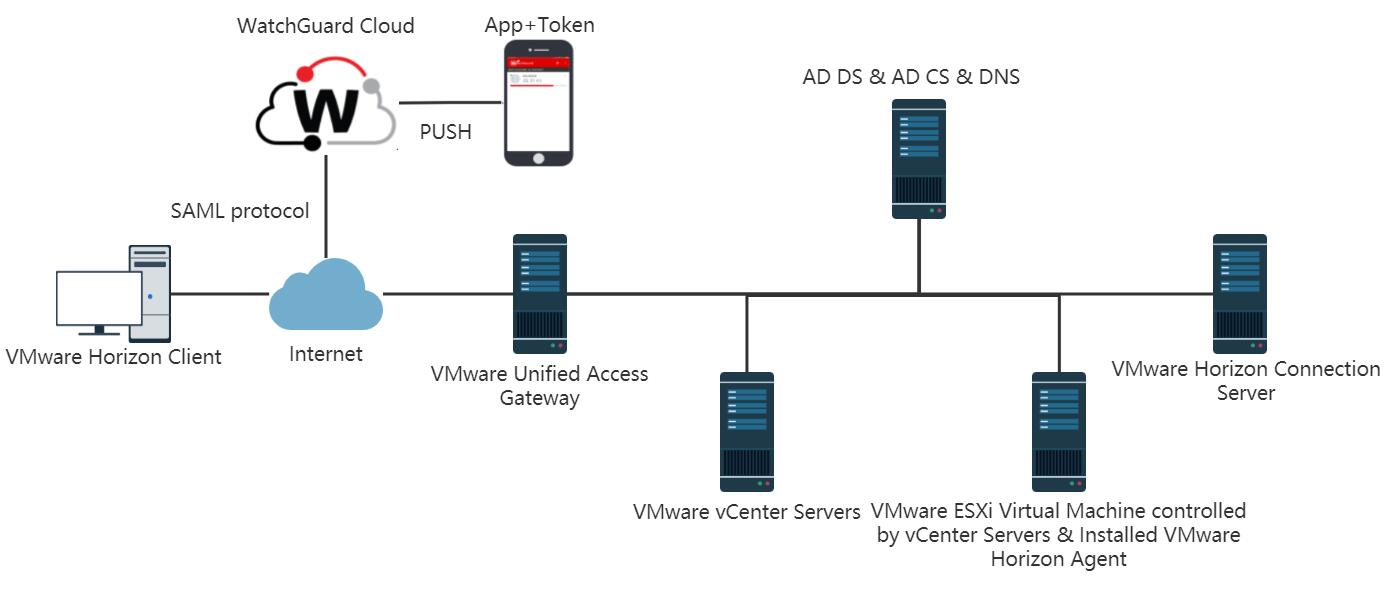 WatchGuard Cloud
App+Token
AD DS & AD CS & DNS
W
PUSH
SAML protocol
VMware Horizon Client
Internet
VMware Unified Access
Gateway
VMware Horizon Connection
Server
VMware vCenter Servers
VMware ESXi Virtual Machine controlled
by vCenter Servers & Installed VMware
Horizon Agent